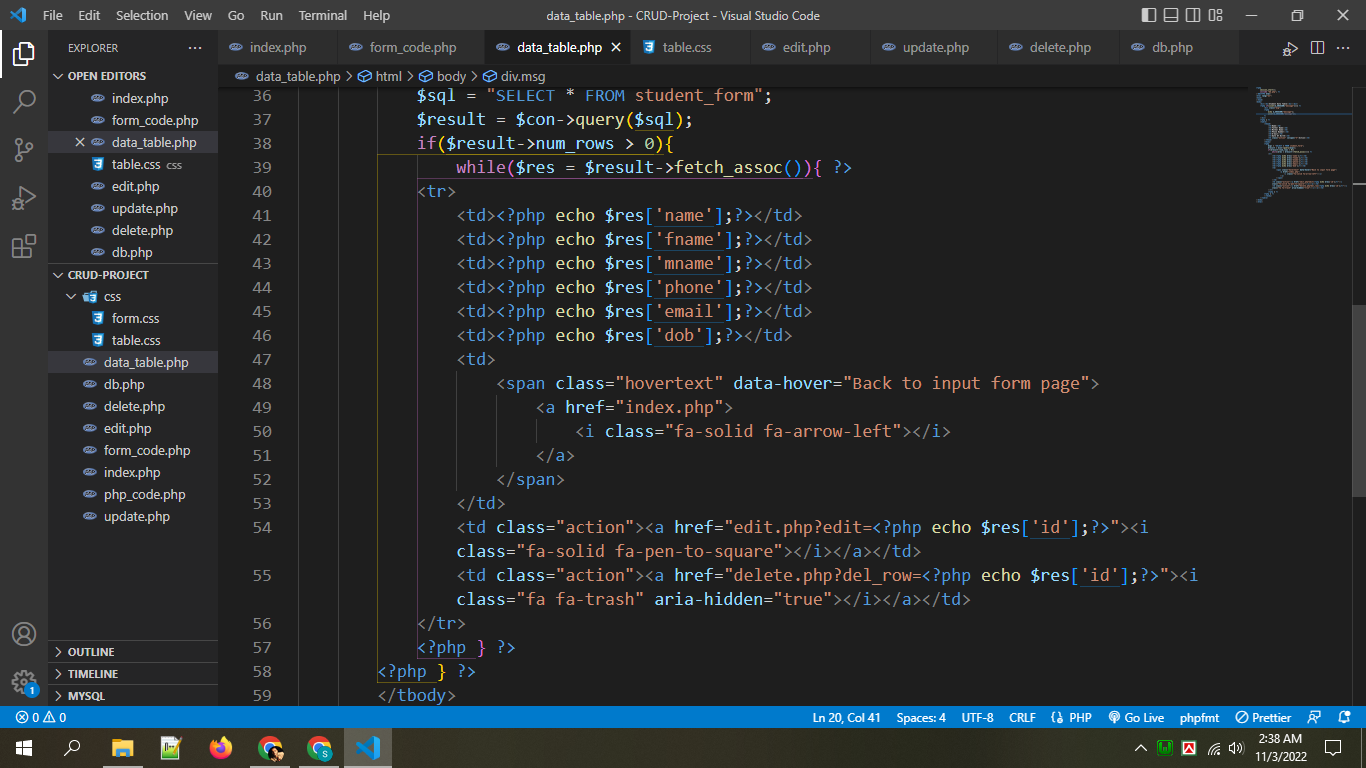 File Edit Selection View Go Run Terminal Help data_table.php - CRUD-Project - Visual Studio Code
EXPLORER
OPEN EDITORS
index.php
form_code.php
data_table.php
table.css css
edit.php
update.php
delete.php
db.php
CRUD-PROJECT
css
form.css
table.css
data_table.php
db.php
delete.php
edit.php
form_code.php
index.php
php_code.php
update.php
OUTLINE
TIMELINE
MYSQL
index.php form_code.php data_table.php table.css edit.php update.php delete.php db.php
data_table.php > html > body > div.msg
36 $sql = "SELECT * FROM student_form";
37 $result = $con->query($sql);
38 if($result->num_rows > 0){
39 while($res = $result->fetch_assoc()){ ?>
40 <tr>
41 <td><?php echo $res['name'];?></td>
42 <td><?php echo $res['fname'];?></td>
43 <td><?php echo $res['mname'];?></td>
44 <td><?php echo $res['phone'];?></td>
45 <td><?php echo $res['email'];?></td>
46 <td><?php echo $res['dob'];?></td>
47 <td>
48 <span class="hovertext" data-hover="Back to input form page">
49 <a href="index.php">
50 <i class="fa-solid fa-arrow-left"></i>
51 </a>
52 </span>
53 </td>
54 <td class="action"><a href="edit.php?edit=<?php echo $res['id'];?>"><i
class="fa-solid fa-pen-to-square"></i></a></td>
55 <td class="action"><a href="delete.php?del_row=<?php echo $res['id'];?>"><i
class="fa fa-trash" aria-hidden="true"></i></a></td>
56 </tr>
57 <?php } ?>
58 <?php } ?>
59 </tbody>
1
0 0 Ln 20, Col 41 Spaces: 4 UTF-8 CRLF PHP Go Live phpfmt Prettier
2:38 AM
11/3/2022